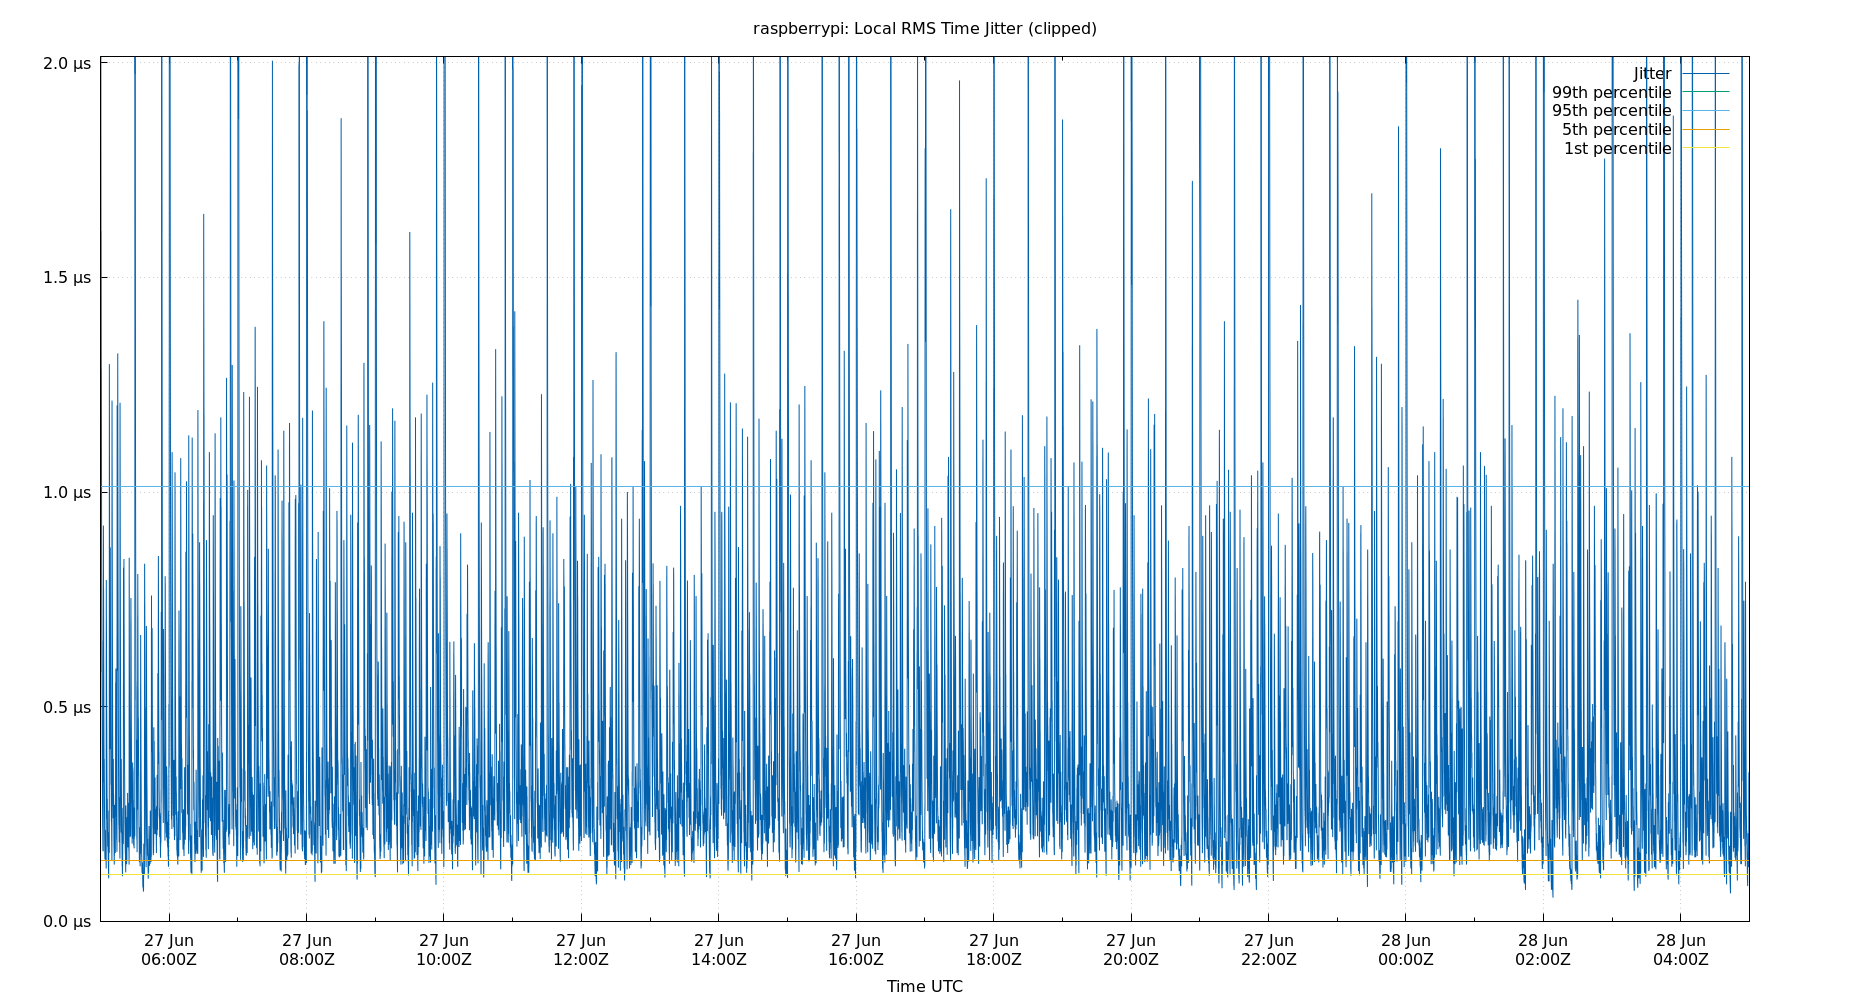 raspberrypi: Local RMS Time Jitter (clipped)
2.0 µs
1.5 µs
1.0 µs
0.5 µs
0.0 µs
Jitter
99th percentile
95th percentile
5th percentile
1st percentile
27 Jun 27 Jun 27 Jun 27 Jun 27 Jun 27 Jun 27 Jun 27 Jun 27 Jun 28 Jun 28 Jun 28 Jun
06:00Z 08:00Z 10:00Z 12:00Z 14:00Z 16:00Z 18:00Z 20:00Z 22:00Z 00:00Z 02:00Z 04:00Z
Time UTC